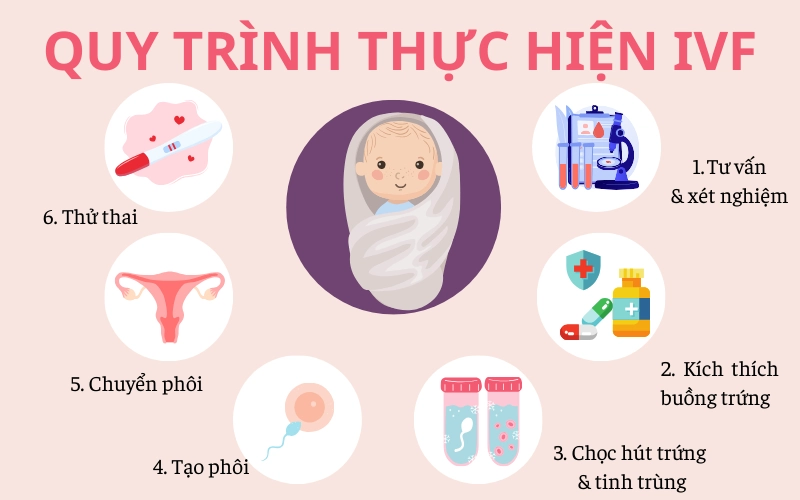 QUY TRÌNH THỰC HIỆN IVF
1. Tư vấn
& xét nghiệm
2. Kích thích
buồng trứng
3. Chọc hút trứng
& tinh trùng
4. Tạo phôi
5. Chuyển phôi
6. Thử thai